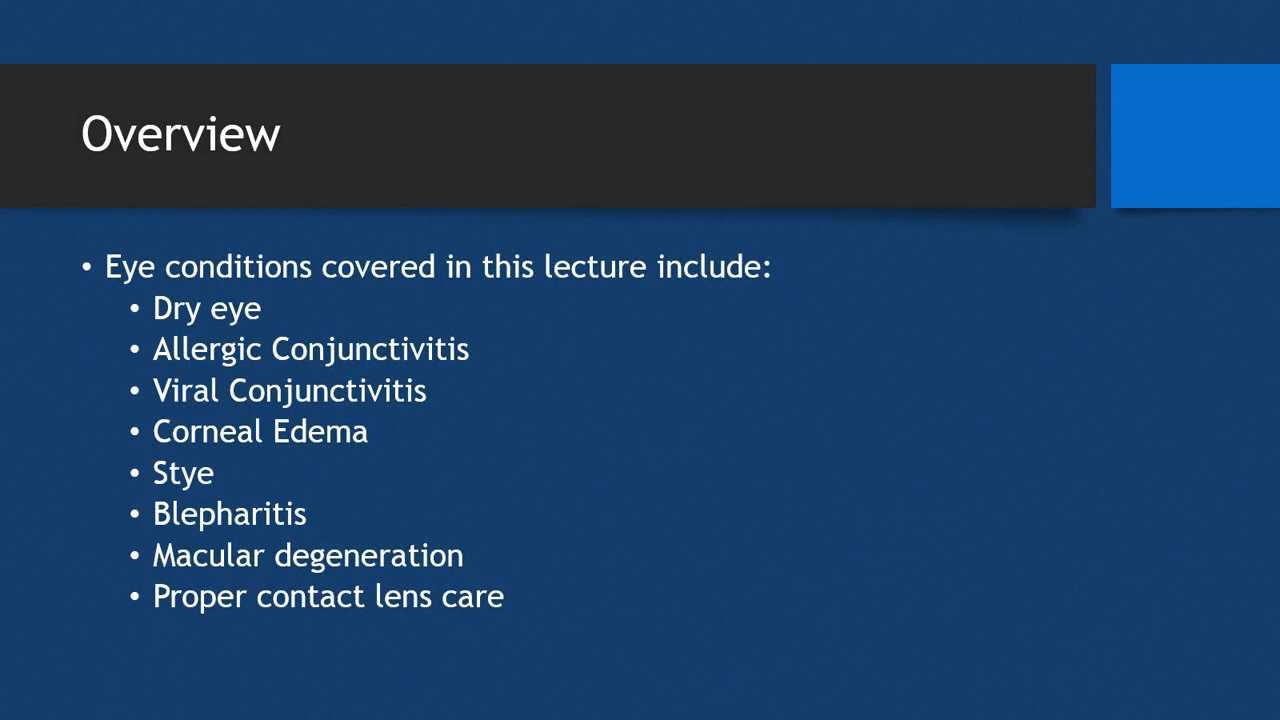 Overview
• Eye conditions covered in this lecture include:
• Dry eye
• Allergic Conjunctivitis
• Viral Conjunctivitis
• Corneal Edema
• Stye
• Blepharitis
• Macular degeneration
• Proper contact lens care